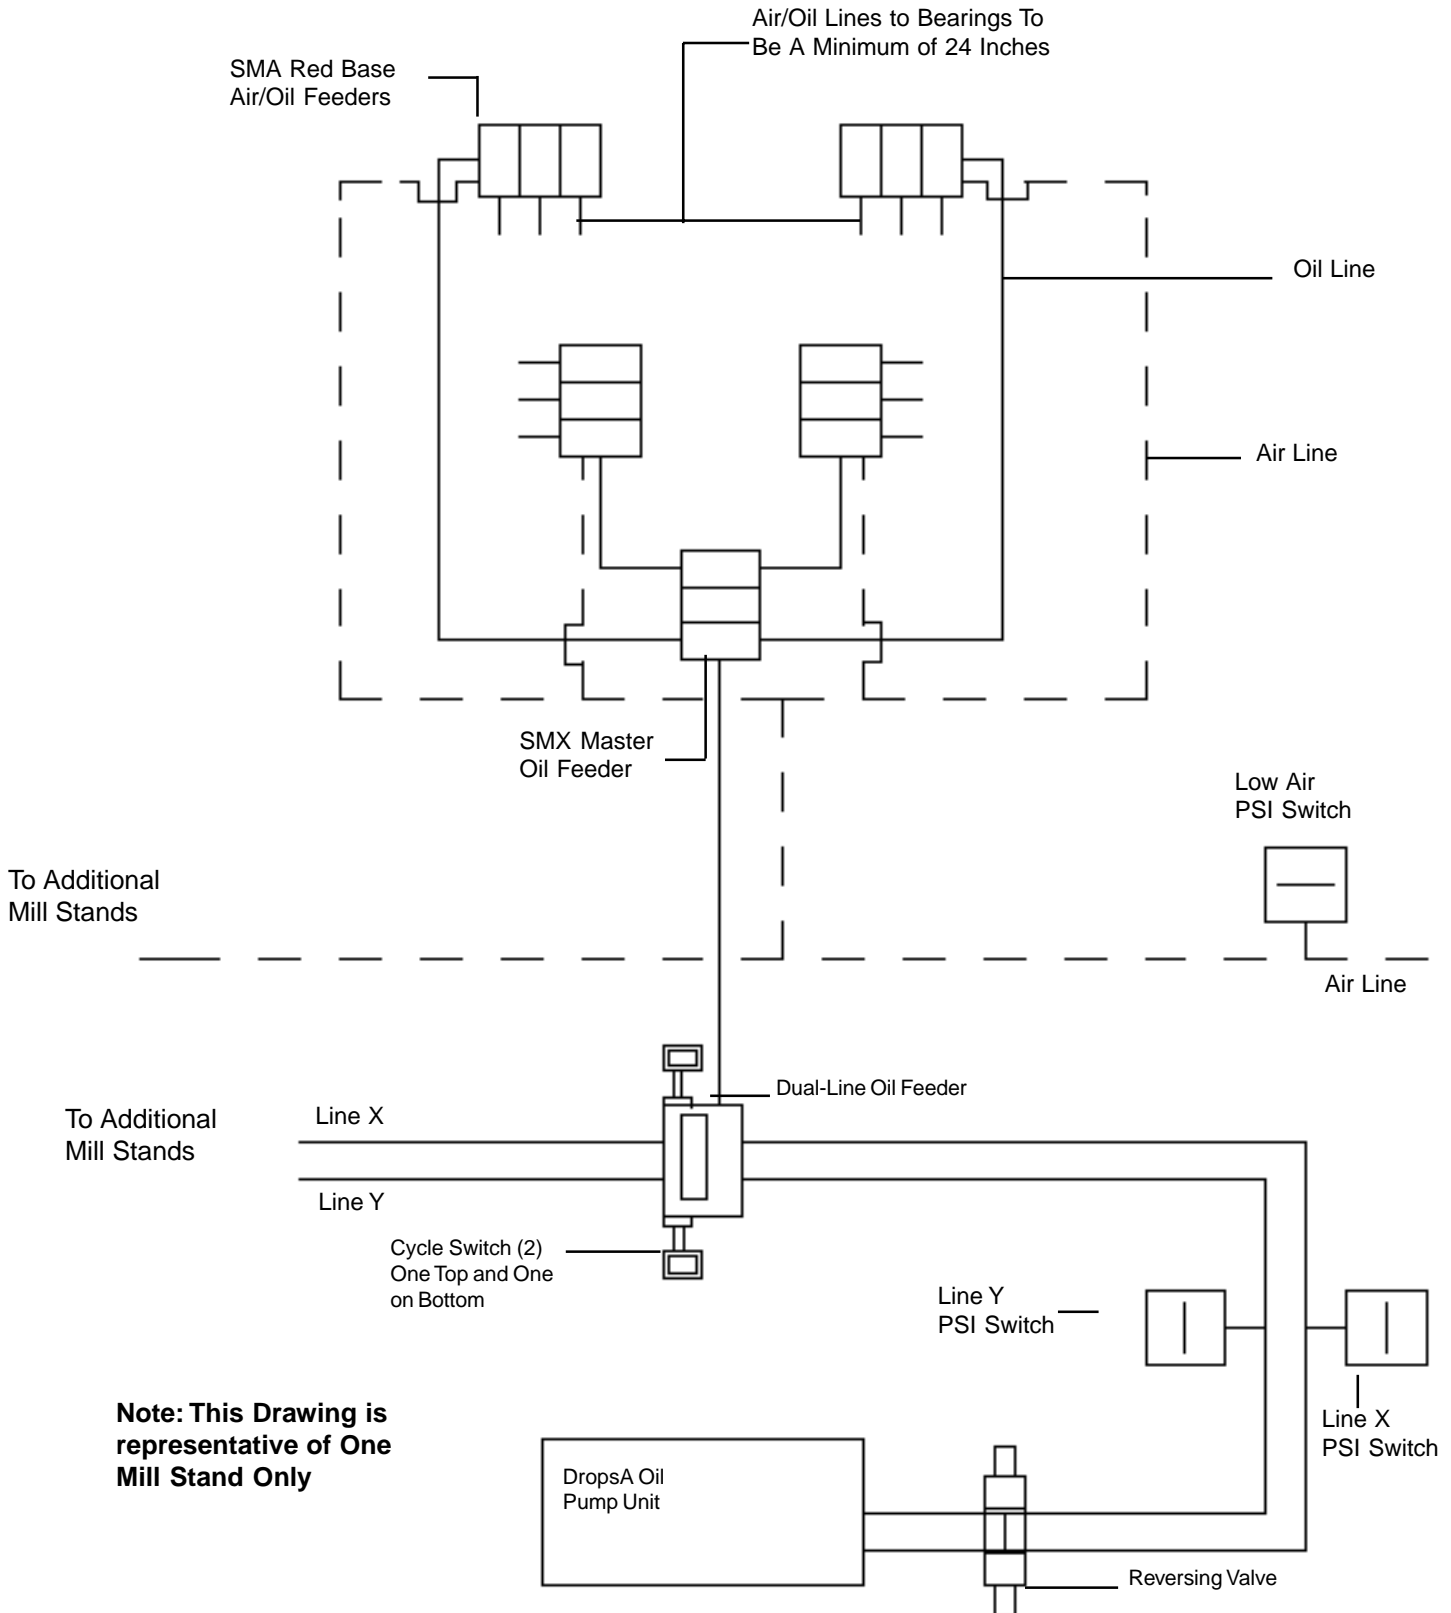 Air/Oil Lines to Bearings To
Be A Minimum of 24 Inches
SMA Red Base
Air/Oil Feeders
Oil Line
Air Line
SMX Master
Oil Feeder
Low Air
PSI Switch
To Additional
Mill Stands
Air Line
Dual-Line Oil Feeder
To Additional
Mill Stands
Line X
Line Y
Cycle Switch (2)
One Top and One
on Bottom
Line Y
PSI Switch
Line X
PSI Switch
Note: This Drawing is
representative of One
Mill Stand Only
DropsA Oil
Pump Unit
Reversing Valve